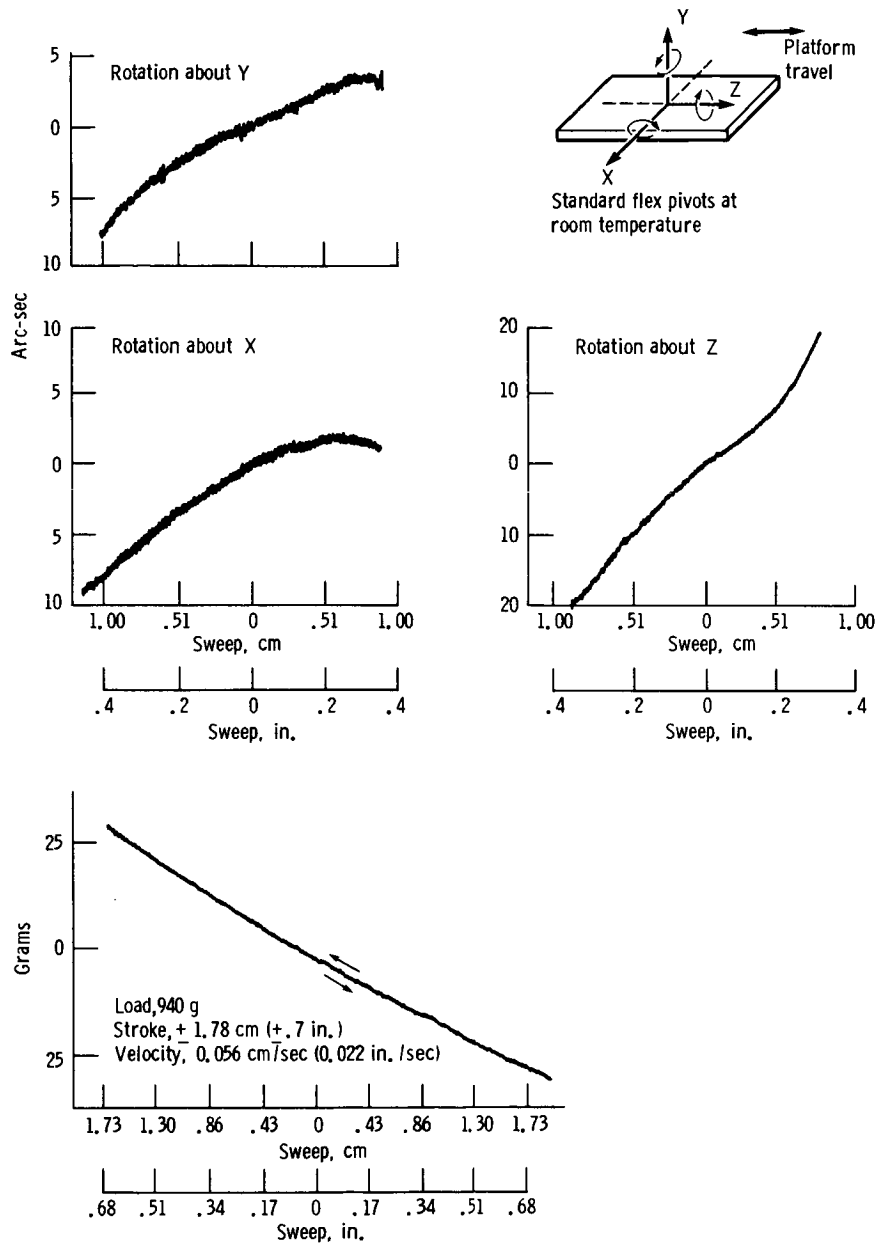 5
Rotation about Y
0
5
10
Y
Platform
travel
Z
X
Standard flex pivots at
room temperature
Arc-sec
10
Rotation about X
5
0
5
10
1.00 .51 0 .51 1.00
Sweep, cm
.4 .2 0 .2 .4
Sweep, in.
20
Rotation about Z
10
0
10
20
1.00 .51 0 .51 1.00
Sweep, cm
.4 .2 0 .2 .4
Sweep, in.
25
Grams
0
Load,940 g
Stroke, ± 1.78 cm (±.7 in.)
Velocity, 0.056 cm/sec (0.022 in./sec)
25
1.73 1.30 .86 .43 0 .43 .86 1.30 1.73
Sweep, cm
.68 .51 .34 .17 0 .17 .34 .51 .68
Sweep, in.